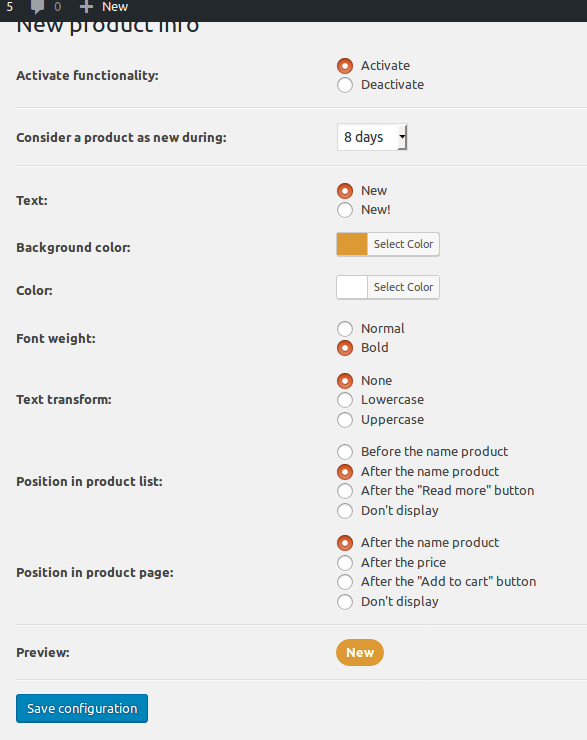 5 0 New
New product info
Activate functionality:
Activate
Deactivate
Consider a product as new during:
8 days
Text:
New
New!
Background color:
Select Color
Color:
Select Color
Font weight:
Normal
Bold
Text transform:
None
Lowercase
Uppercase
Position in product list:
Before the name product
After the name product
After the "Read more" button
Don't display
Position in product page:
After the name product
After the price
After the "Add to cart" button
Don't display
Preview:
New
Save configuration